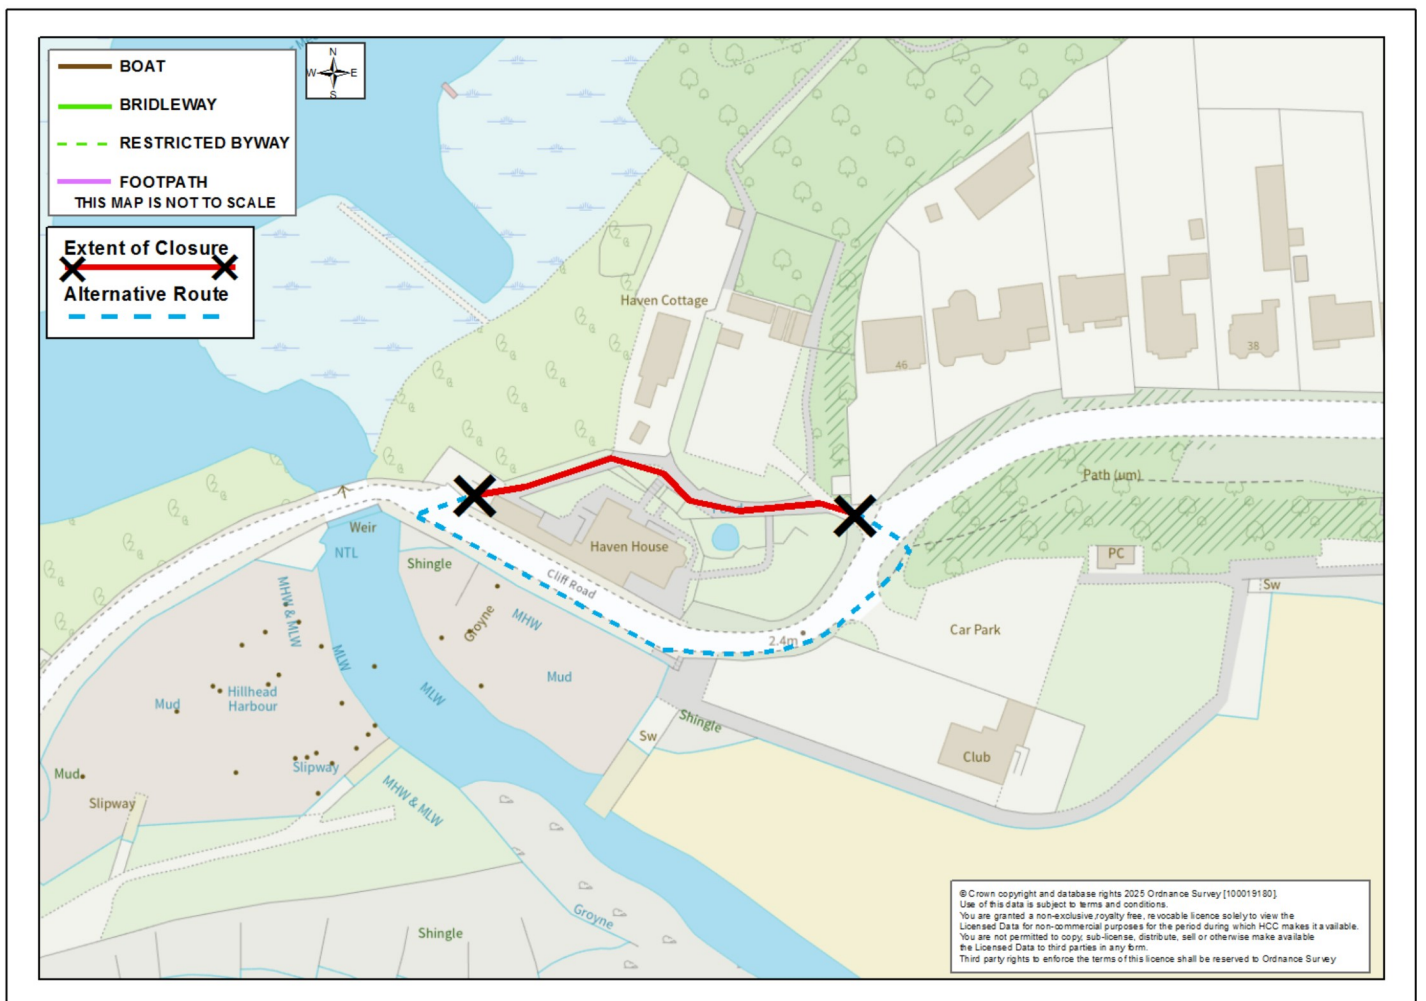 BOAT
BRIDLEWAY
RESTRICTED BYWAY
FOOTPATH
THIS MAP IS NOT TO SCALE
N
W E
S
Extent of Closure
Alternative Route
Haven Cottage
46
38
Path (um)
Weir
NTL
Haven House
PC
Shingle
Cliff Road
Sw
MHW & MLW
Groyne
MHW
2.4m
Car Park
MLW
Mud
Mud
Hillhead
Harbour
MLW
Shingle
Sw
Club
Mud
Slipway
Slipway
MHW & MLW
Groyne
Shingle
© Crown copyright and database rights 2025 Ordnance Survey [100019180].
Use of this data is subject to terms and conditions.
You are granted a non-exclusive,royalty free, revocable licence solely to view the
Licensed Data for non-commercial purposes for the period during which HCC makes it available.
You are not permitted to copy, sub-license, distribute, sell or otherwise make available
the Licensed Data to third parties in any form.
Third party rights to enforce the terms of this licence shall be reserved to Ordnance Survey